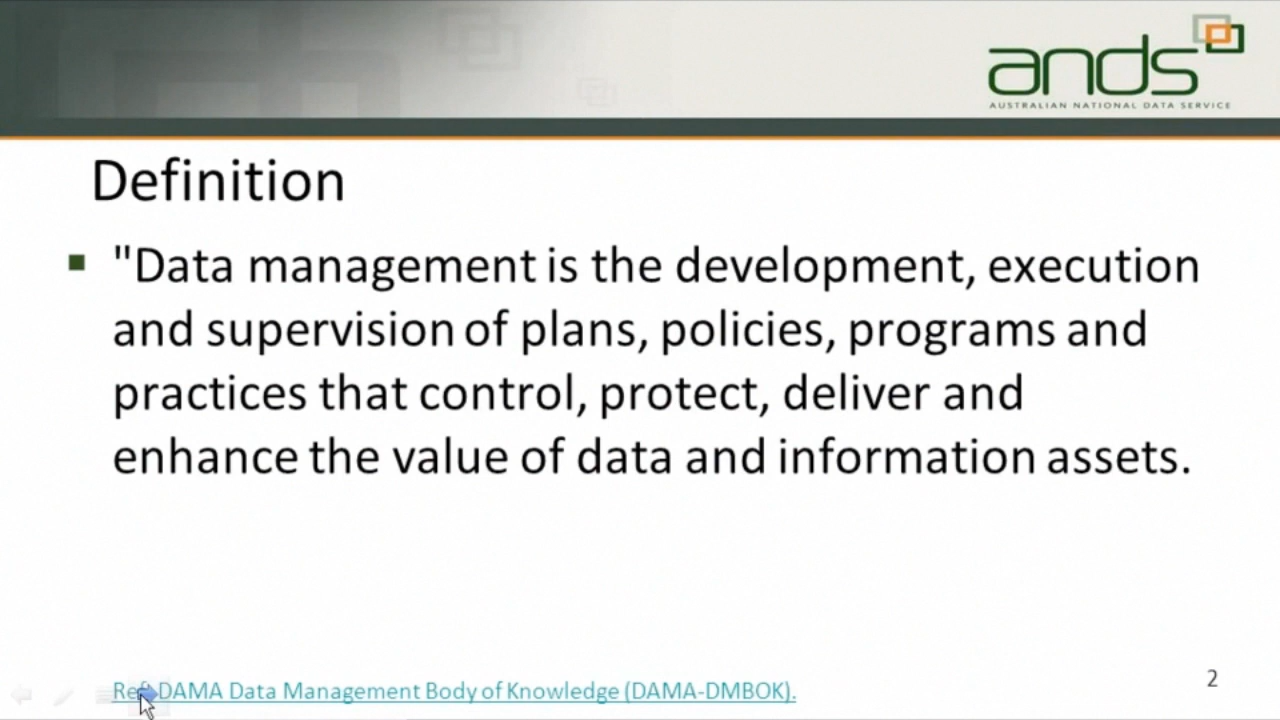 ands
AUSTRALIAN NATIONAL DATA SERVICE
Definition
"Data management is the development, execution
and supervision of plans, policies, programs and
practices that control, protect, deliver and
enhance the value of data and information assets.
Ref: DAMA Data Management Body of Knowledge (DAMA-DMBOK).
2